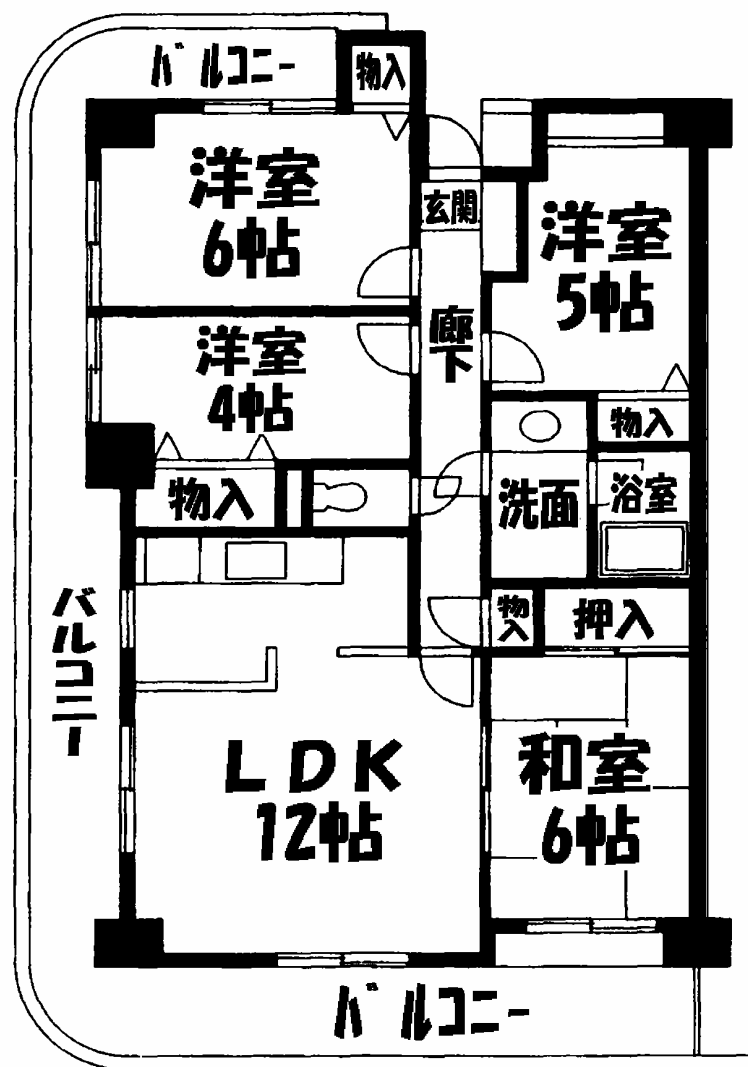 バルコニー
物入
洋室
6帖
玄関
洋室
5帖
廊下
洋室
4帖
物入
物入
洗面
浴室
バルコニー
物入
押入
LDK
12帖
和室
6帖
バルコニー